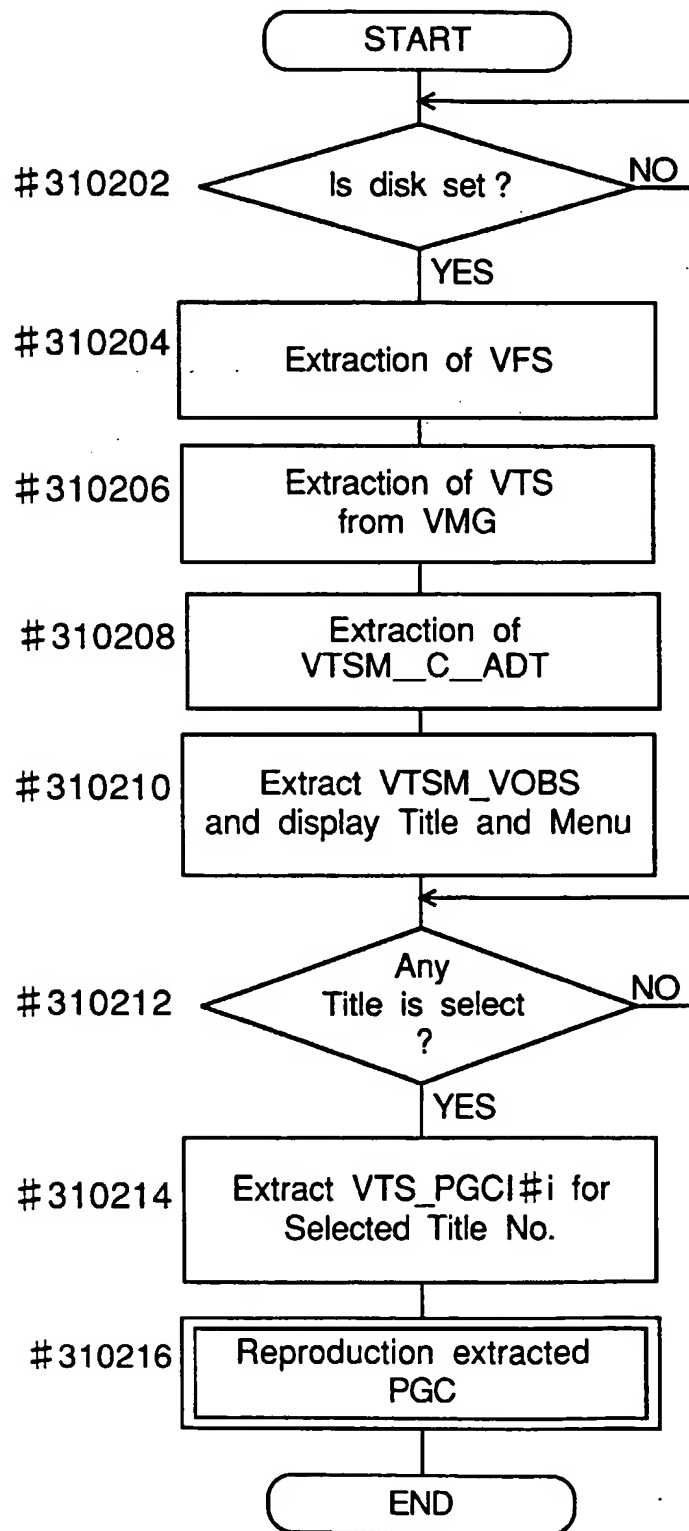 START
#310202
Is disk set ?
NO
YES
#310204
Extraction of VFS
#310206
Extraction of VTS
from VMG
#310208
Extraction of
VTSM__C__ADT
#310210
Extract VTSM_VOBS
and display Title and Menu
#310212
Any
Title is select
?
NO
YES
#310214
Extract VTS_PGCI#i for
Selected Title No.
#310216
Reproduction extracted
PGC
END